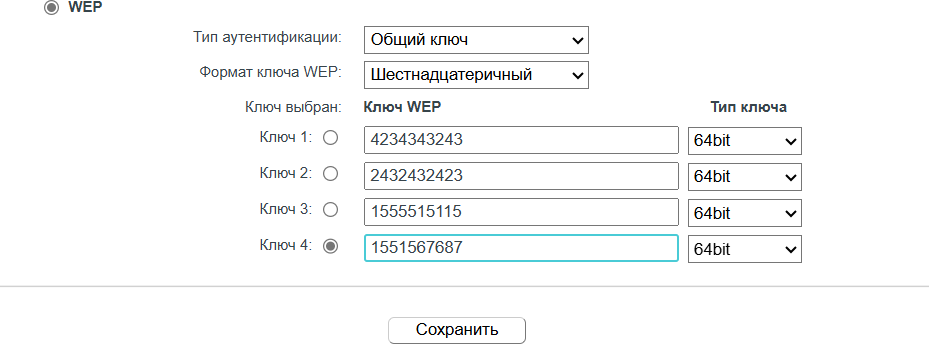 WEP
Тип аутентификации: Общий ключ
Формат ключа WEP: Шестнадцатеричный
Ключ выбран: Ключ WEP Тип ключа
Ключ 1: 4234343243 64bit
Ключ 2: 2432432423 64bit
Ключ 3: 1555515115 64bit
Ключ 4: 1551567687 64bit
Сохранить